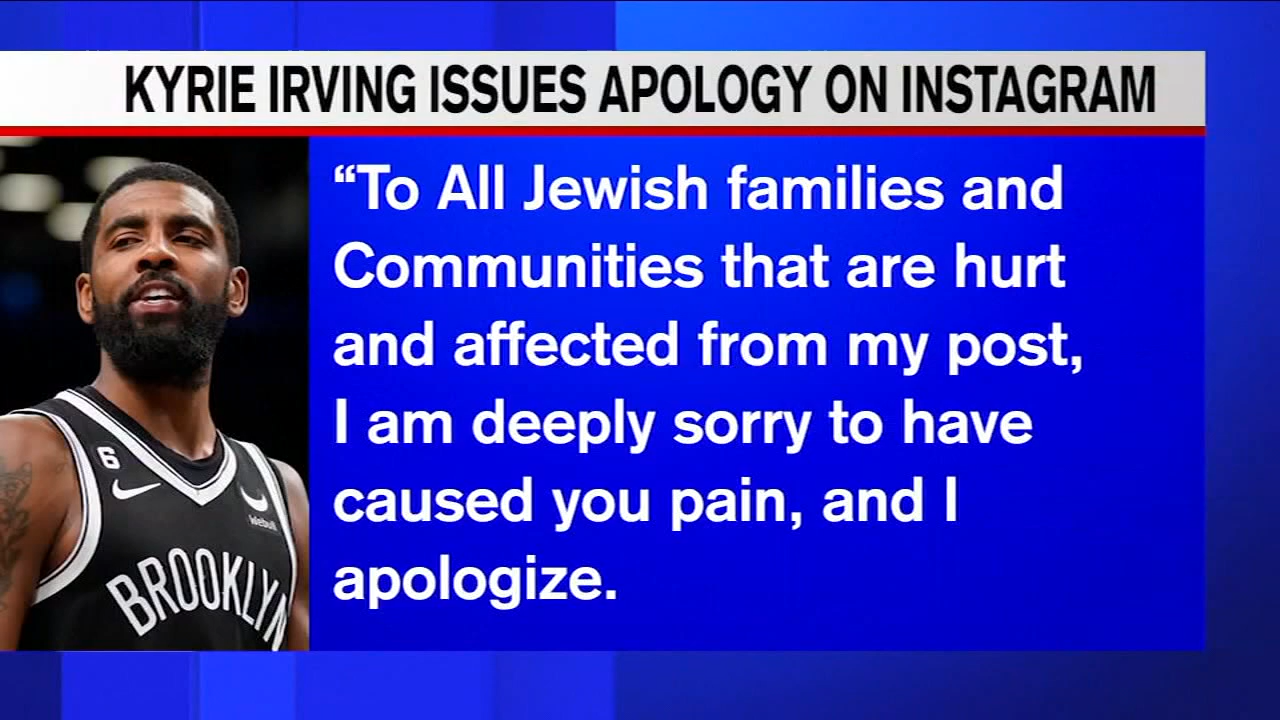 KYRIE IRVING ISSUES APOLOGY ON INSTAGRAM
“To All Jewish families and
Communities that are hurt
and affected from my post,
I am deeply sorry to have
caused you pain, and I
apologize.
6
webull
BROOKLYN